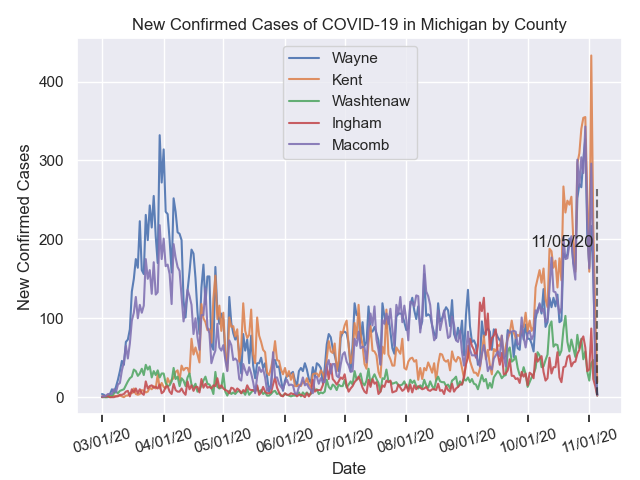 New Confirmed Cases of COVID-19 in Michigan by County
Wayne
Kent
Washtenaw
Ingham
Macomb
New Confirmed Cases
400
300
200
100
0
11/05/20
03/01/20 04/01/20 05/01/20 06/01/20 07/01/20 08/01/20 09/01/20 10/01/20 11/01/20
Date